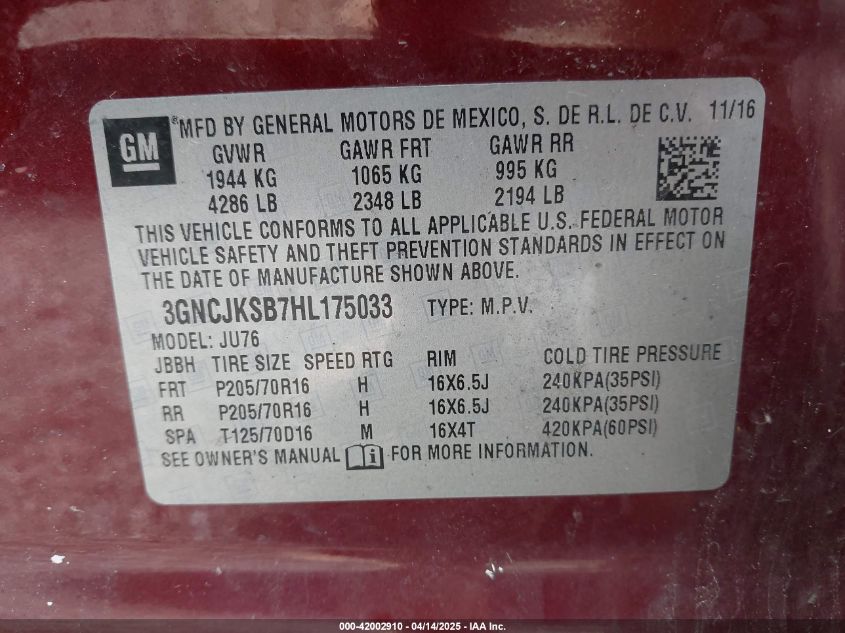 GM
® MFD BY GENERAL MOTORS DE MEXICO, S. DE R.L. DE C.V. 11/16
GVWR GAWR FRT GAWR RR
1944 KG 1065 KG 995 KG
4286 LB 2348 LB 2194 LB
THIS VEHICLE CONFORMS TO ALL APPLICABLE U.S. FEDERAL MOTOR
VEHICLE SAFETY AND THEFT PREVENTION STANDARDS IN EFFECT ON
THE DATE OF MANUFACTURE SHOWN ABOVE.
3GNCJKSB7HL175033 TYPE: M.P.V.
MODEL: JU76
JBBH TIRE SIZE SPEED RTG RIM COLD TIRE PRESSURE
FRT P205/70R16 H 16X6.5J 240KPA(35PSI)
RR P205/70R16 H 16X6.5J 240KPA(35PSI)
SPA T125/70D16 M 16X4T 420KPA(60PSI)
SEE OWNER'S MANUAL i FOR MORE INFORMATION.
000-42002910 - 04/14/2025 - IAA Inc.